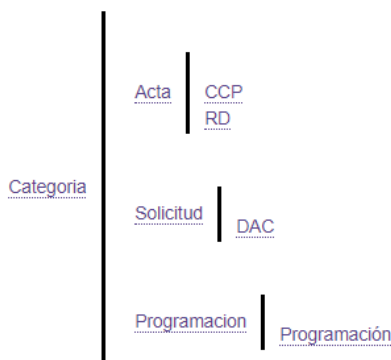 Acta
CCP
RD
Categoria
Solicitud
DAC
Programacion
Programación